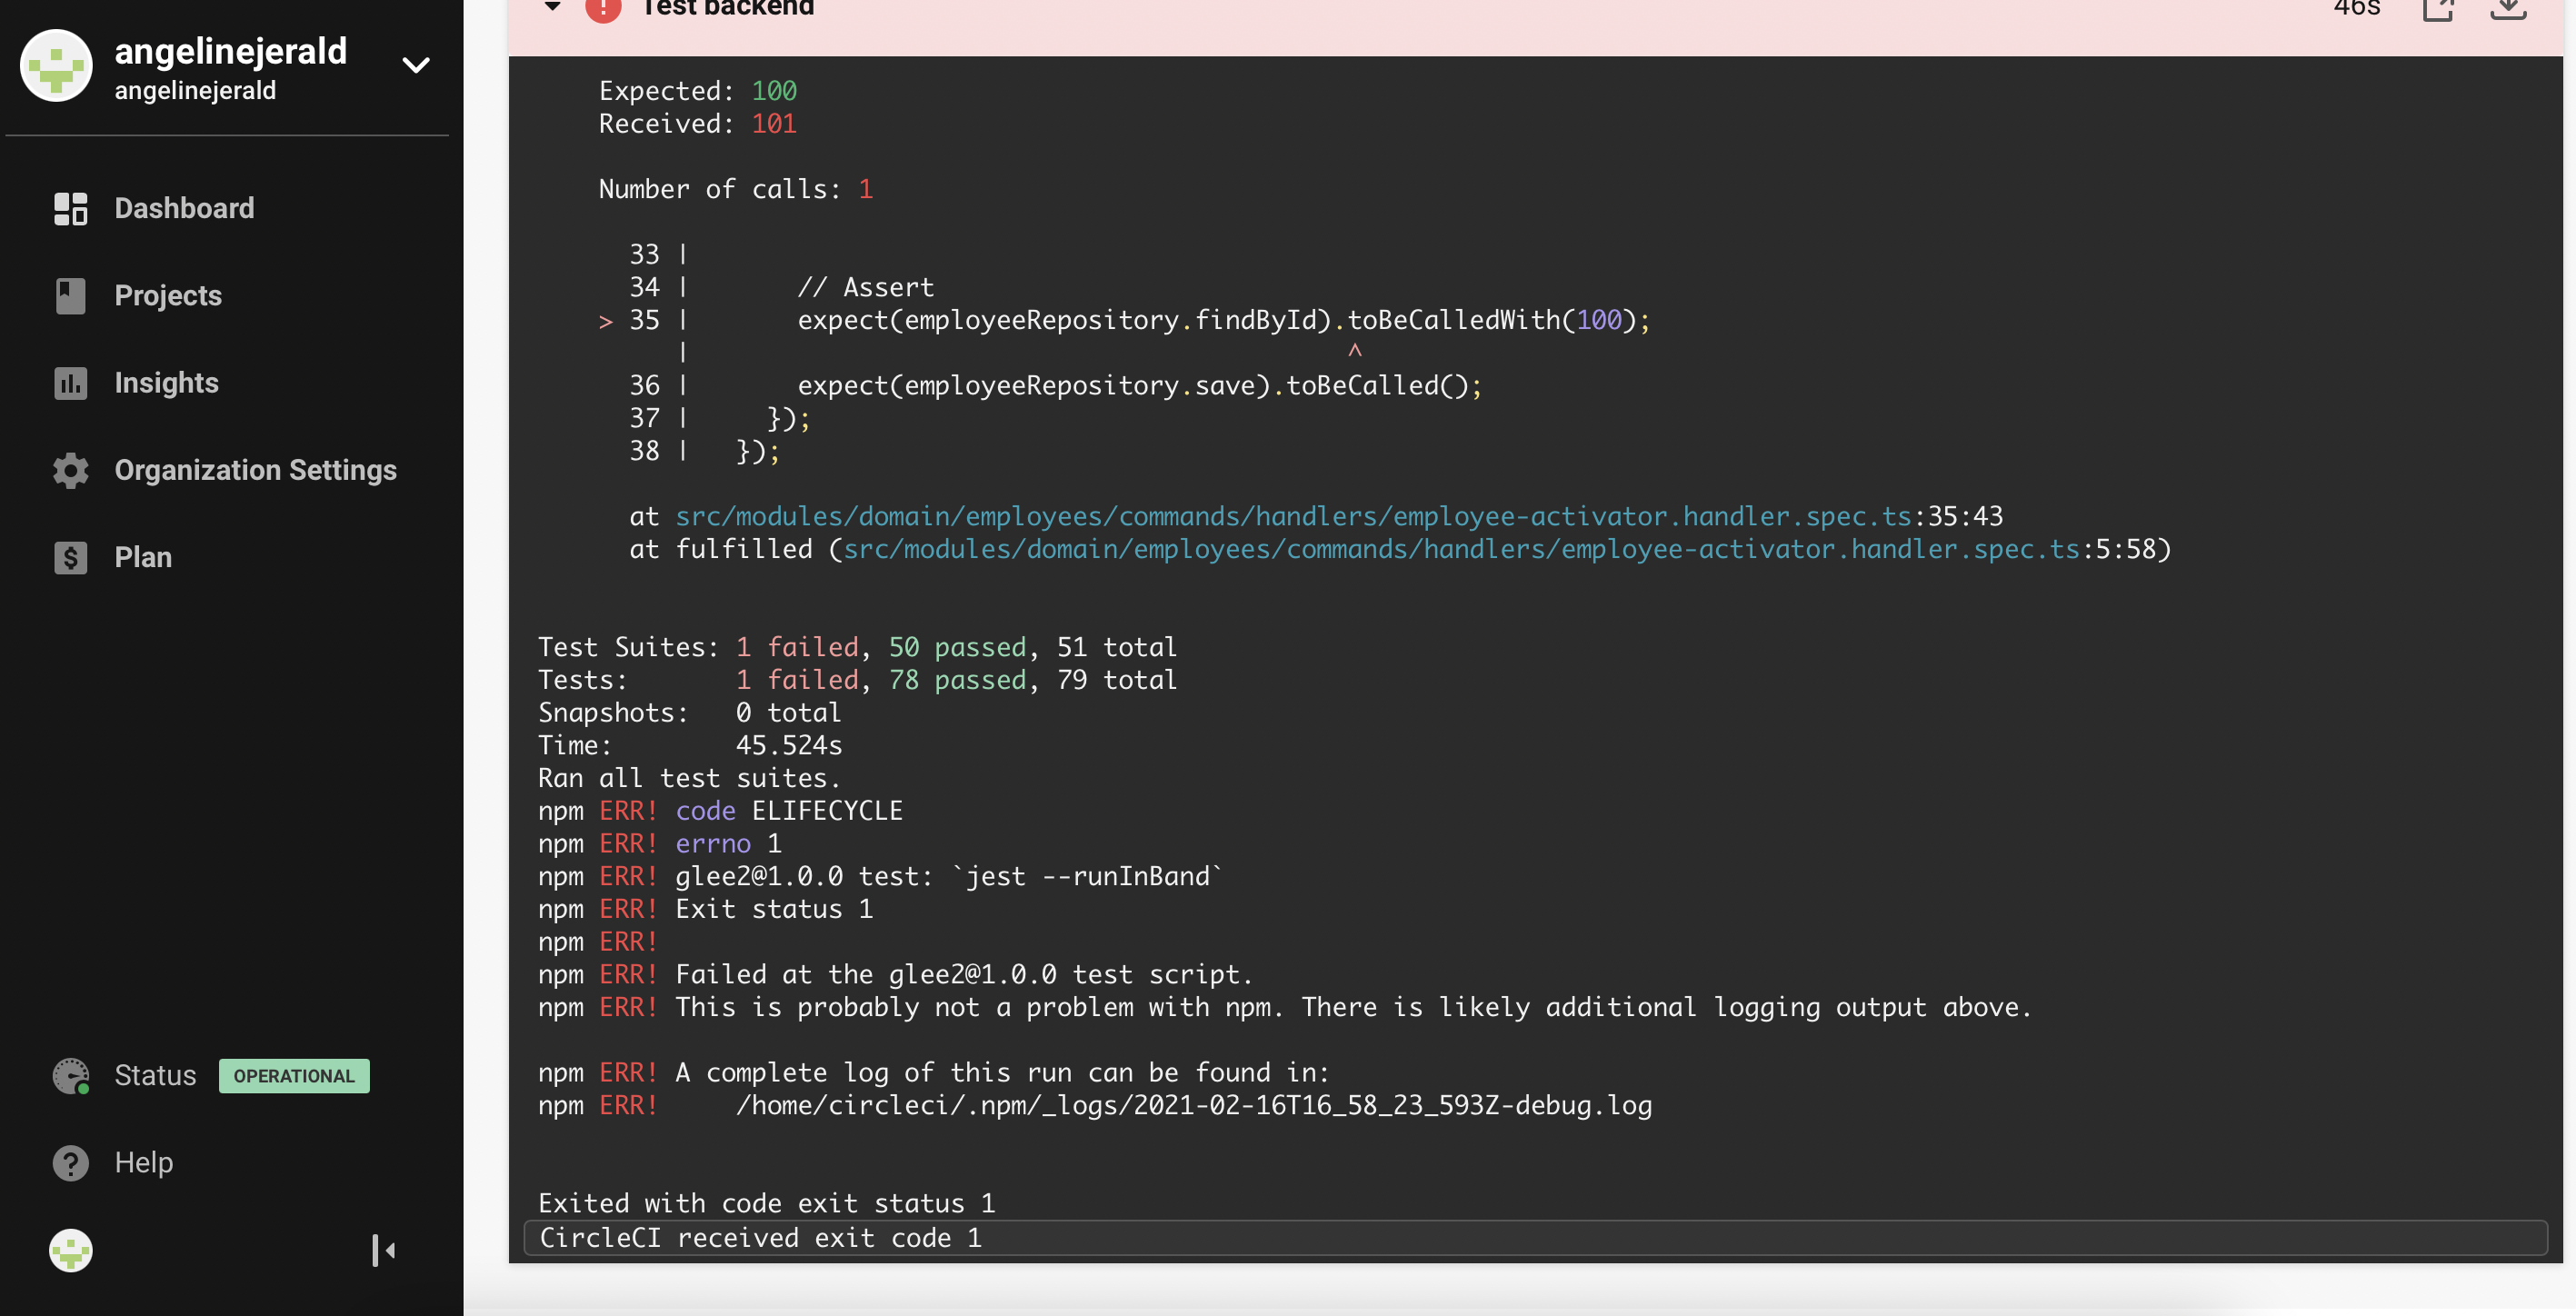 angelinejerald
angelinejerald
Dashboard
Projects
Insights
Organization Settings
Plan
Status OPERATIONAL
Help
Test backend 46s
Expected: 100
Received: 101
Number of calls: 1
33 |
34 | // Assert
> 35 | expect(employeeRepository.findById).toBeCalledWith(100);
| ^
36 | expect(employeeRepository.save).toBeCalled();
37 | });
38 | });
at src/modules/domain/employees/commands/handlers/employee-activator.handler.spec.ts:35:43
at fulfilled (src/modules/domain/employees/commands/handlers/employee-activator.handler.spec.ts:5:58)
Test Suites: 1 failed, 50 passed, 51 total
Tests: 1 failed, 78 passed, 79 total
Snapshots: 0 total
Time: 45.524s
Ran all test suites.
npm ERR! code ELIFECYCLE
npm ERR! errno 1
npm ERR! glee2@1.0.0 test: `jest --runInBand`
npm ERR! Exit status 1
npm ERR!
npm ERR! Failed at the glee2@1.0.0 test script.
npm ERR! This is probably not a problem with npm. There is likely additional logging output above.
npm ERR! A complete log of this run can be found in:
npm ERR! /home/circleci/.npm/_logs/2021-02-16T16_58_23_593Z-debug.log
Exited with code exit status 1
CircleCI received exit code 1